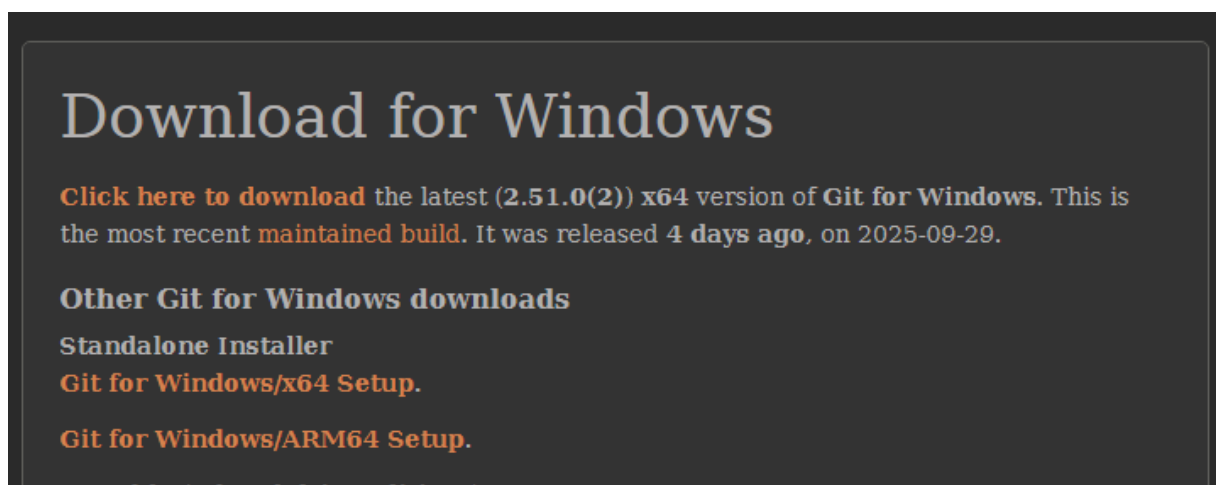 Download for Windows
Click here to download the latest (2.51.0(2)) x64 version of Git for Windows. This is
the most recent maintained build. It was released 4 days ago, on 2025-09-29.
Other Git for Windows downloads
Standalone Installer
Git for Windows/x64 Setup.
Git for Windows/ARM64 Setup.